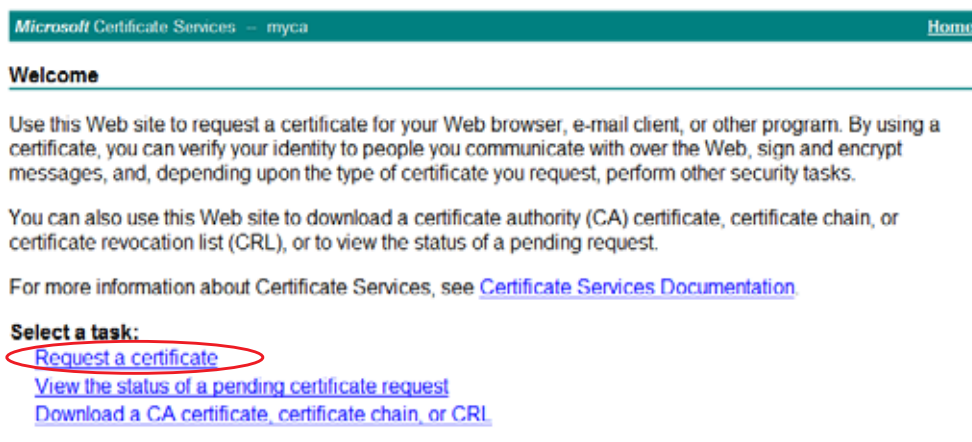 Microsoft Certificate Services -- myca Home
Welcome
Use this Web site to request a certificate for your Web browser, e-mail client, or other program. By using a
certificate, you can verify your identity to people you communicate with over the Web, sign and encrypt
messages, and, depending upon the type of certificate you request, perform other security tasks.
You can also use this Web site to download a certificate authority (CA) certificate, certificate chain, or
certificate revocation list (CRL), or to view the status of a pending request.
For more information about Certificate Services, see Certificate Services Documentation.
Select a task:
Request a certificate
View the status of a pending certificate request
Download a CA certificate, certificate chain, or CRL